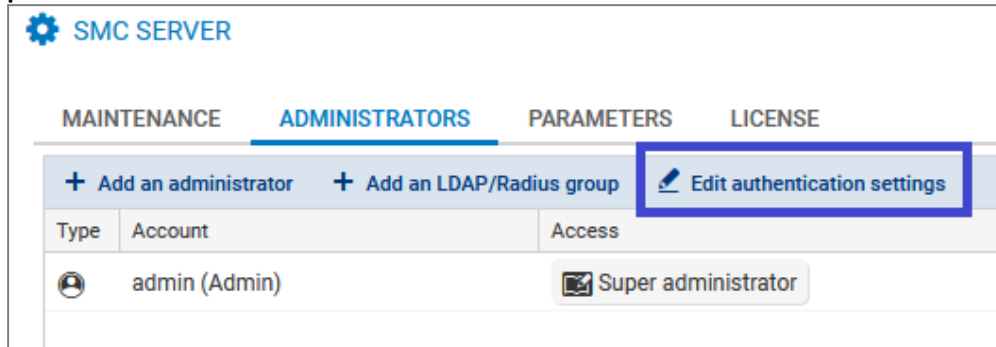 SMC SERVER
MAINTENANCE ADMINISTRATORS PARAMETERS LICENSE
+ Add an administrator + Add an LDAP/Radius group Edit authentication settings
Type Account Access
admin (Admin) Super administrator